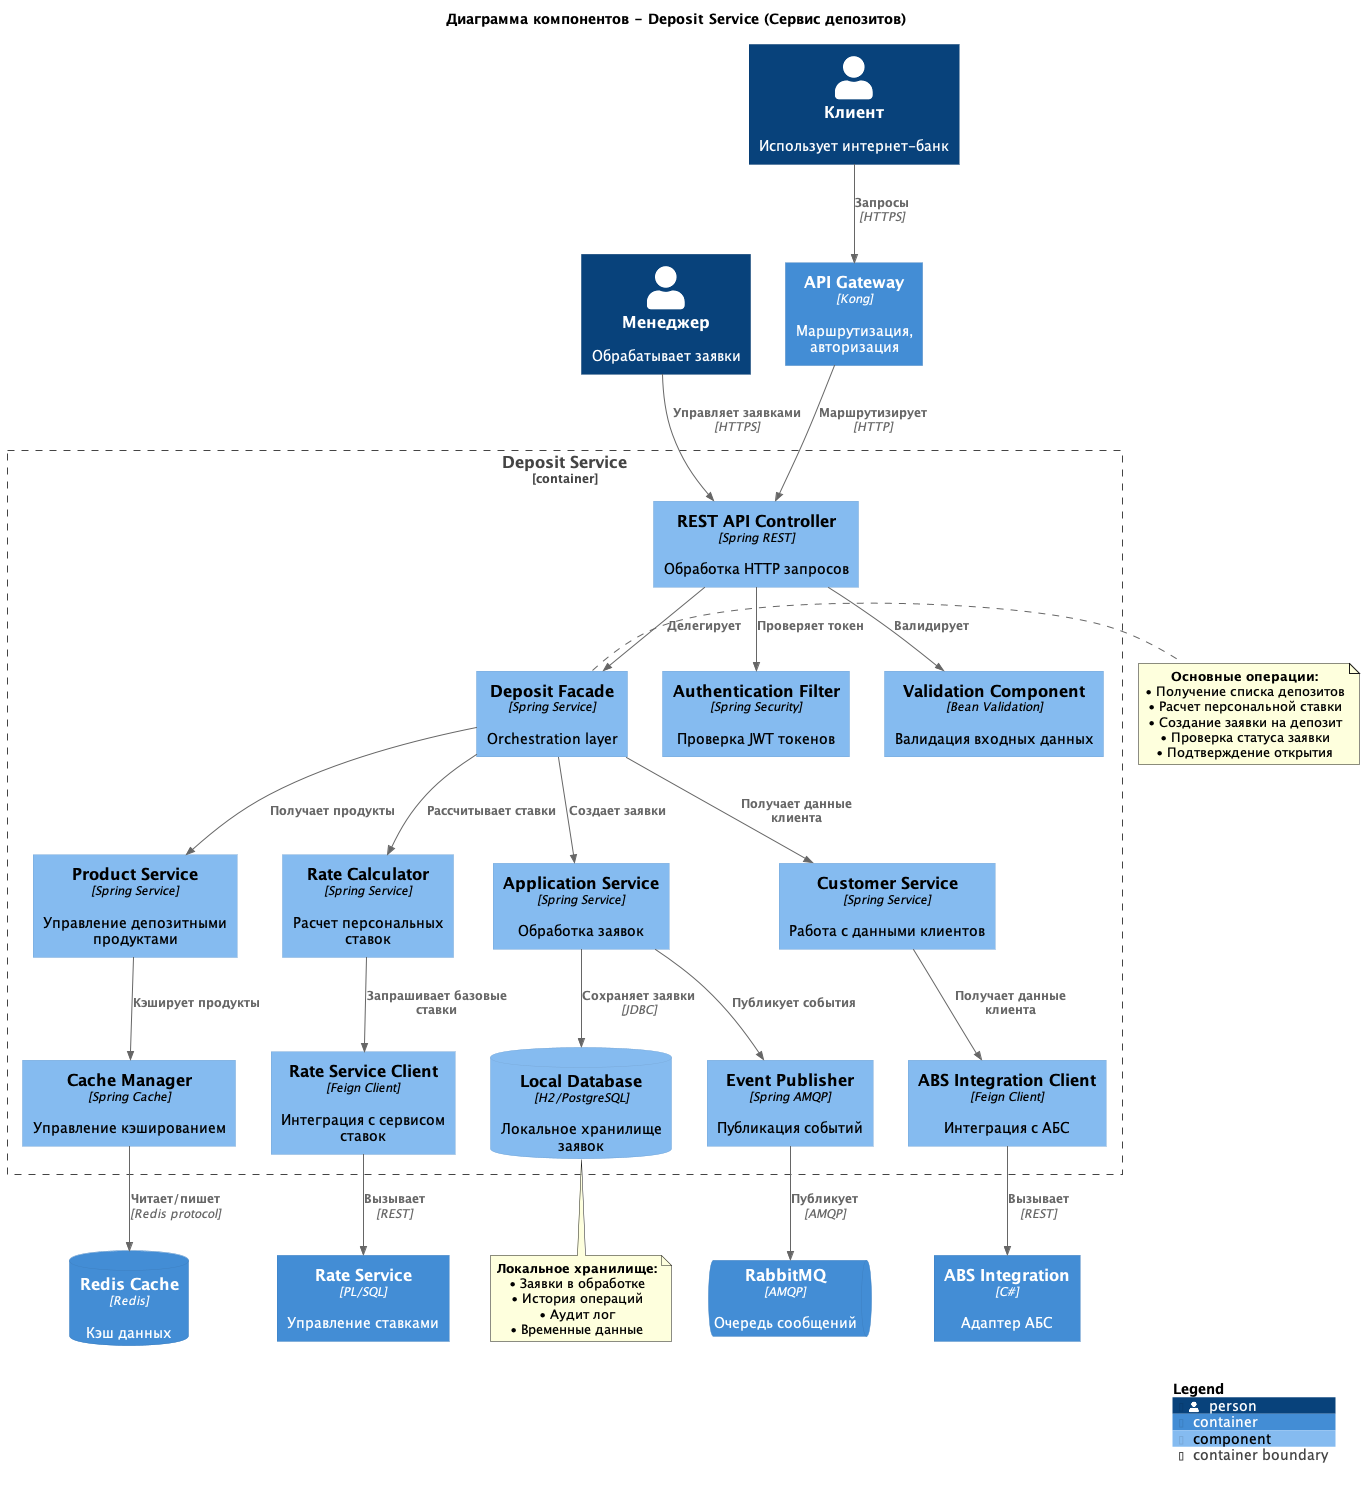 Диаграмма компонентов - Deposit Service (Сервис депозитов)
Клиент
Использует интернет-банк
Запросы
[HTTPS]
Менеджер
Обрабатывает заявки
API Gateway
[Kong]
Маршрутизация,
авторизация
Управляет заявками
[HTTPS]
Маршрутизирует
[HTTP]
Deposit Service
[container]
REST API Controller
[Spring REST]
Обработка HTTP запросов
Делегирует
Проверяет токен
Валидирует
Deposit Facade
[Spring Service]
Orchestration layer
Authentication Filter
[Spring Security]
Проверка JWT токенов
Validation Component
[Bean Validation]
Валидация входных данных
Основные операции:
• Получение списка депозитов
• Расчет персональной ставки
• Создание заявки на депозит
• Проверка статуса заявки
• Подтверждение открытия
Получает продукты
Рассчитывает ставки
Создает заявки
Получает данные
клиента
Product Service
[Spring Service]
Управление депозитными
продуктами
Rate Calculator
[Spring Service]
Расчет персональных
ставок
Application Service
[Spring Service]
Обработка заявок
Customer Service
[Spring Service]
Работа с данными клиентов
Кэширует продукты
Запрашивает базовые
ставки
Сохраняет заявки
[JDBC]
Публикует события
Получает данные
клиента
Cache Manager
[Spring Cache]
Управление кэшированием
Rate Service Client
[Feign Client]
Интеграция с сервисом
ставок
Local Database
[H2/PostgreSQL]
Локальное хранилище
заявок
Event Publisher
[Spring AMQP]
Публикация событий
ABS Integration Client
[Feign Client]
Интеграция с АБС
Читает/пишет
[Redis protocol]
Вызывает
[REST]
Публикует
[AMQP]
Вызывает
[REST]
Redis Cache
[Redis]
Кэш данных
Rate Service
[PL/SQL]
Управление ставками
Локальное хранилище:
• Заявки в обработке
• История операций
• Аудит лог
• Временные данные
RabbitMQ
[AMQP]
Очередь сообщений
ABS Integration
[C#]
Адаптер АБС
Legend
person
container
component
container boundary